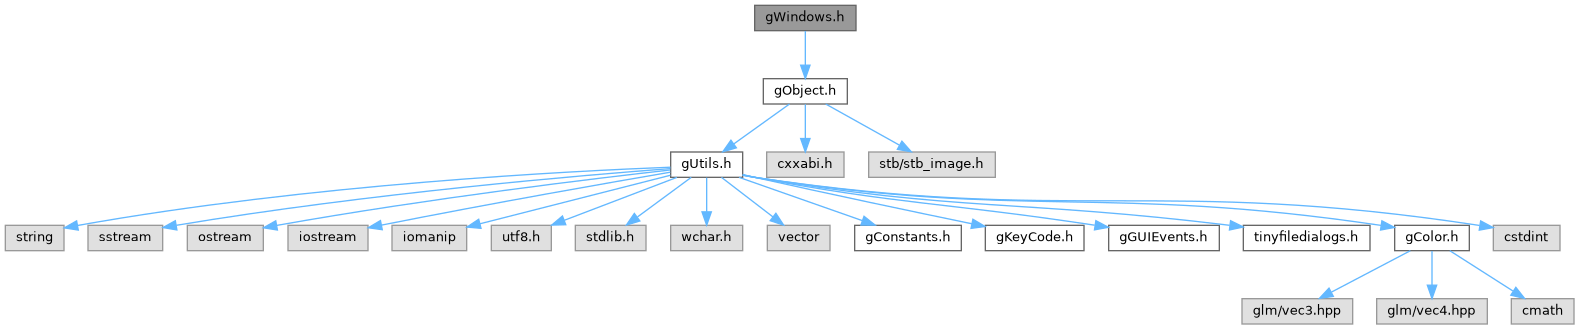 gWindows.h
gObject.h
gUtils.h
cxxabi.h
stb/stb_image.h
string
sstream
ostream
iostream
iomanip
utf8.h
stdlib.h
wchar.h
vector
gConstants.h
gKeyCode.h
gGUIEvents.h
tinyfiledialogs.h
gColor.h
cstdint
glm/vec3.hpp
glm/vec4.hpp
cmath